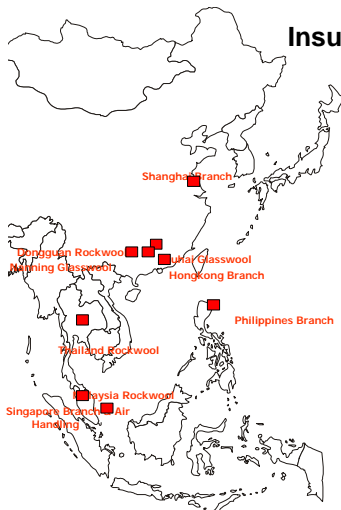 Insu
Shanghai Branch
Dongguan Rockwool
uhai Glasswool
Nanning Glasswool
Hongkong Branch
Philippines Branch
Thailand Rockwool
Malaysia Rockwool
Singapore Branch Air
Handling